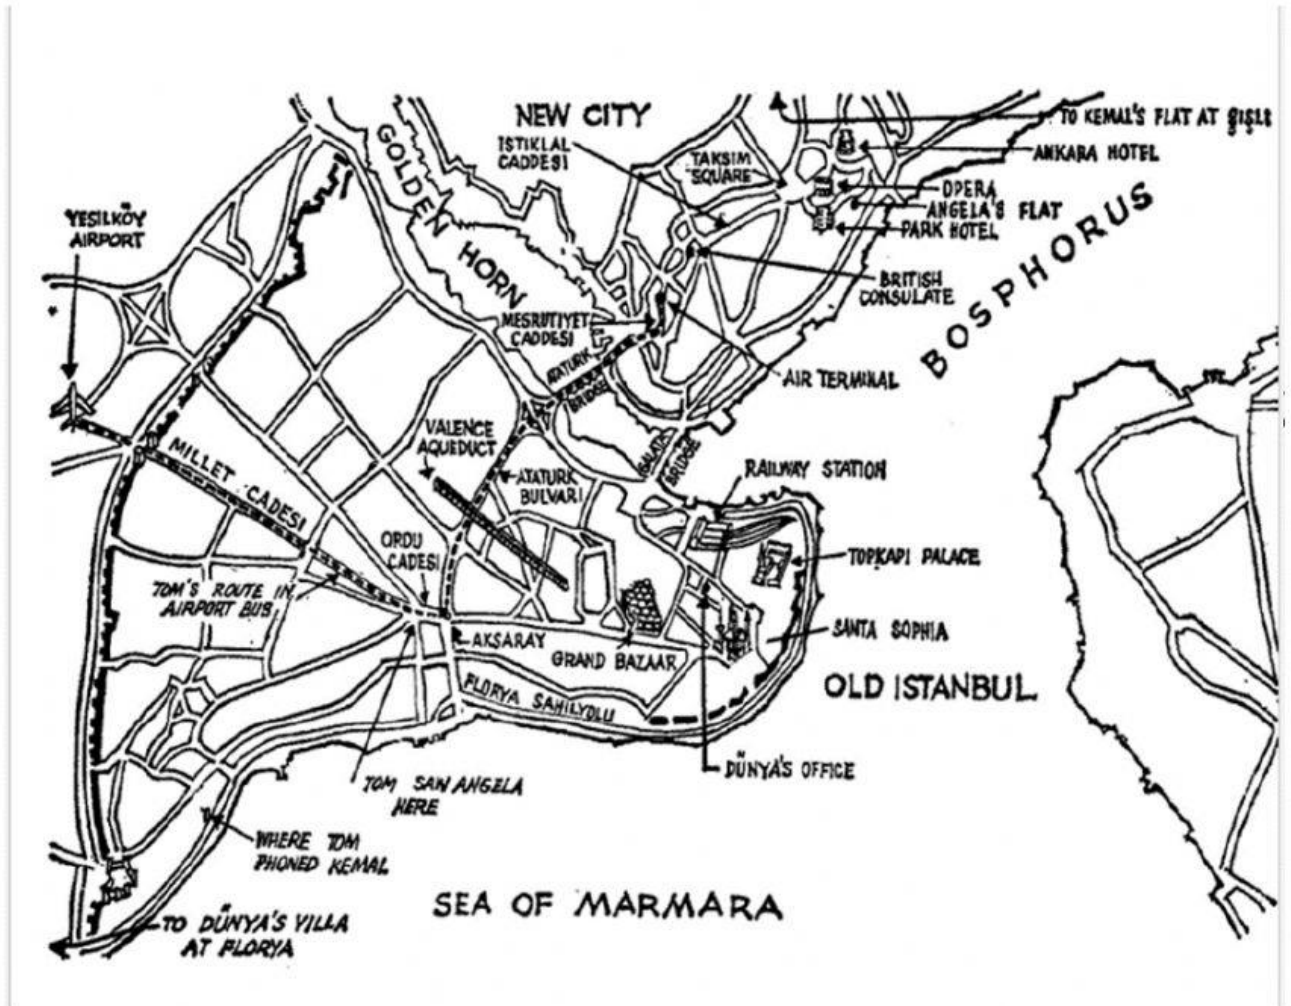 NEW CITY
TO KEMAL'S FLAT AT ŞIŞLI
ISTIKLAL
CADDESI
TAKSIM
SQUARE
ANKARA HOTEL
GOLDEN HORN
OPERA
ANGELA'S FLAT
PARK HOTEL
YESILKÖY
AIRPORT
BOSPHORUS
BRITISH
CONSULATE
MESRUTIYET
CADDESI
ATATURK
BRIDGE
AIR TERMINAL
VALENCE
AQUEDUCT
GALATA
BRIDGE
MILLET CADESI
ATATURK
BULVARI
RAILWAY STATION
ORDU
CADESI
TOPKAPI PALACE
TOM'S ROUTE IN
AIRPORT BUS
AKSARAY
SANTA SOPHIA
GRAND BAZAAR
FLORYA SAHILYOLU
OLD ISTANBUL
DÜNYA'S OFFICE
TOM SAW ANGELA
HERE
WHERE TOM
PHONED KEMAL
SEA OF MARMARA
TO DÜNYA'S VILLA
AT FLORYA